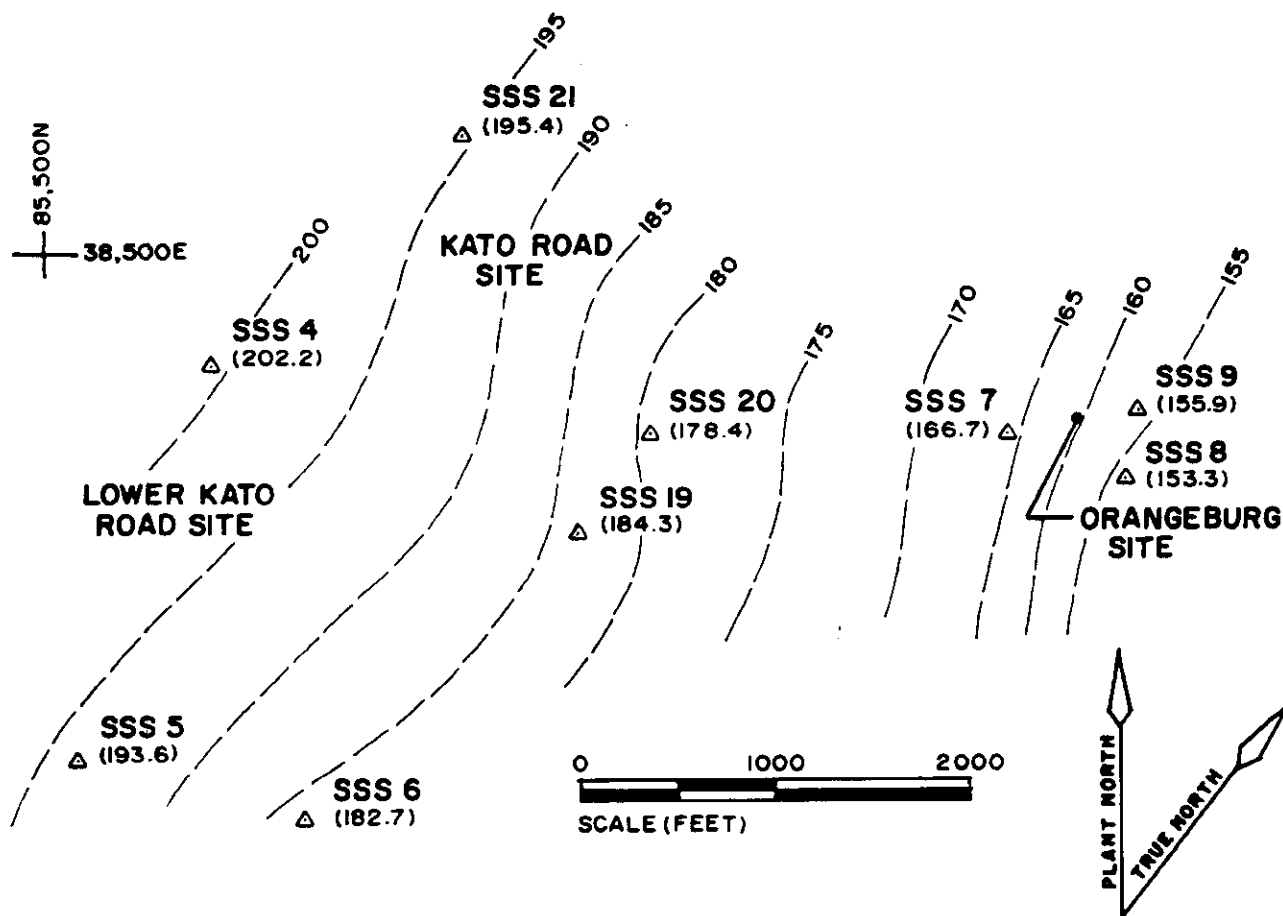 195
SSS 21
(195.4)
190
85,500N
38,500E
200
KATO ROAD
SITE
185
180
170
165
160
155
175
SSS 4
(202.2)
SSS 20
(178.4)
SSS 7
(166.7)
SSS 9
(155.9)
SSS 8
(153.3)
LOWER KATO
ROAD SITE
SSS 19
(184.3)
ORANGEBURG
SITE
SSS 5
(193.6)
SSS 6
(182.7)
0 1000 2000
SCALE (FEET)
PLANT NORTH
TRUE NORTH